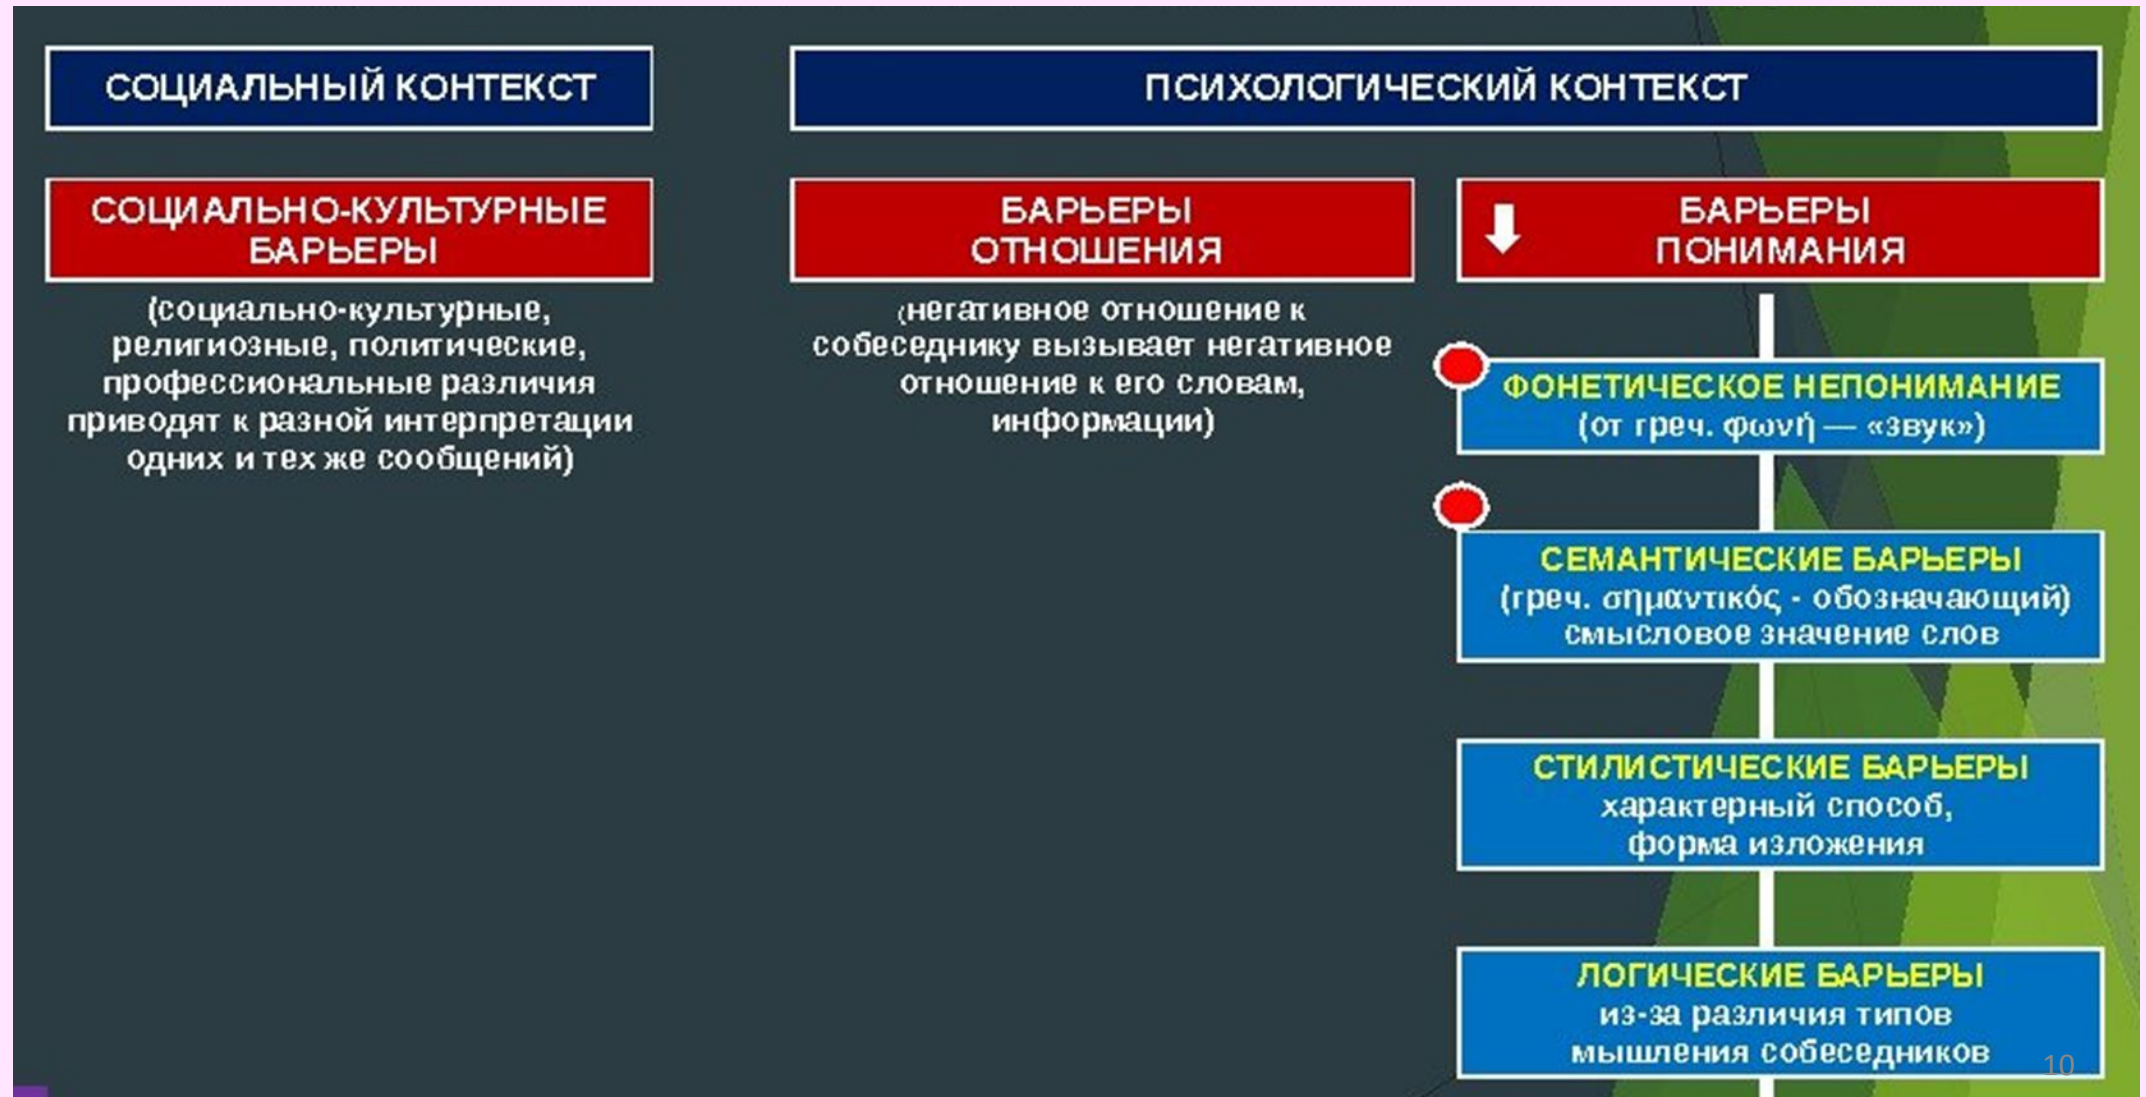 СОЦИАЛЬНЫЙ КОНТЕКСТ
ПСИХОЛОГИЧЕСКИЙ КОНТЕКСТ
СОЦИАЛЬНО-КУЛЬТУРНЫЕ
БАРЬЕРЫ
(социально-культурные,
религиозные, политические,
профессиональные различия
приводят к разной интерпретации
одних и тех же сообщений)
БАРЬЕРЫ
ОТНОШЕНИЯ
(негативное отношение к
собеседнику вызывает негативное
отношение к его словам,
информации)
БАРЬЕРЫ
ПОНИМАНИЯ
ФОНЕТИЧЕСКОЕ НЕПОНИМАНИЕ
(от греч. φωνή — «звук»)
СЕМАНТИЧЕСКИЕ БАРЬЕРЫ
(греч. σημαντικός - обозначающий)
смысловое значение слов
СТИЛИСТИЧЕСКИЕ БАРЬЕРЫ
характерный способ,
форма изложения
ЛОГИЧЕСКИЕ БАРЬЕРЫ
из-за различия типов
мышления собеседников
10